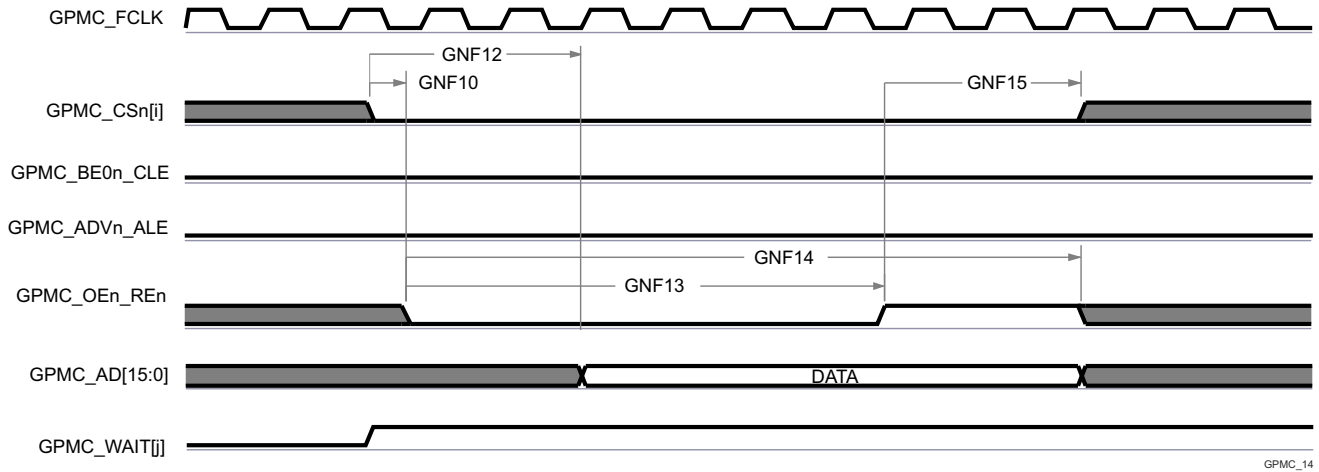 GPMC_FCLK
GNF12
GNF10
GNF15
GPMC_CSn[i]
GPMC_BE0n_CLE
GPMC_ADVn_ALE
GNF14
GNF13
GPMC_OEn_REn
GPMC_AD[15:0]
DATA
GPMC_WAIT[j]
GPMC_14